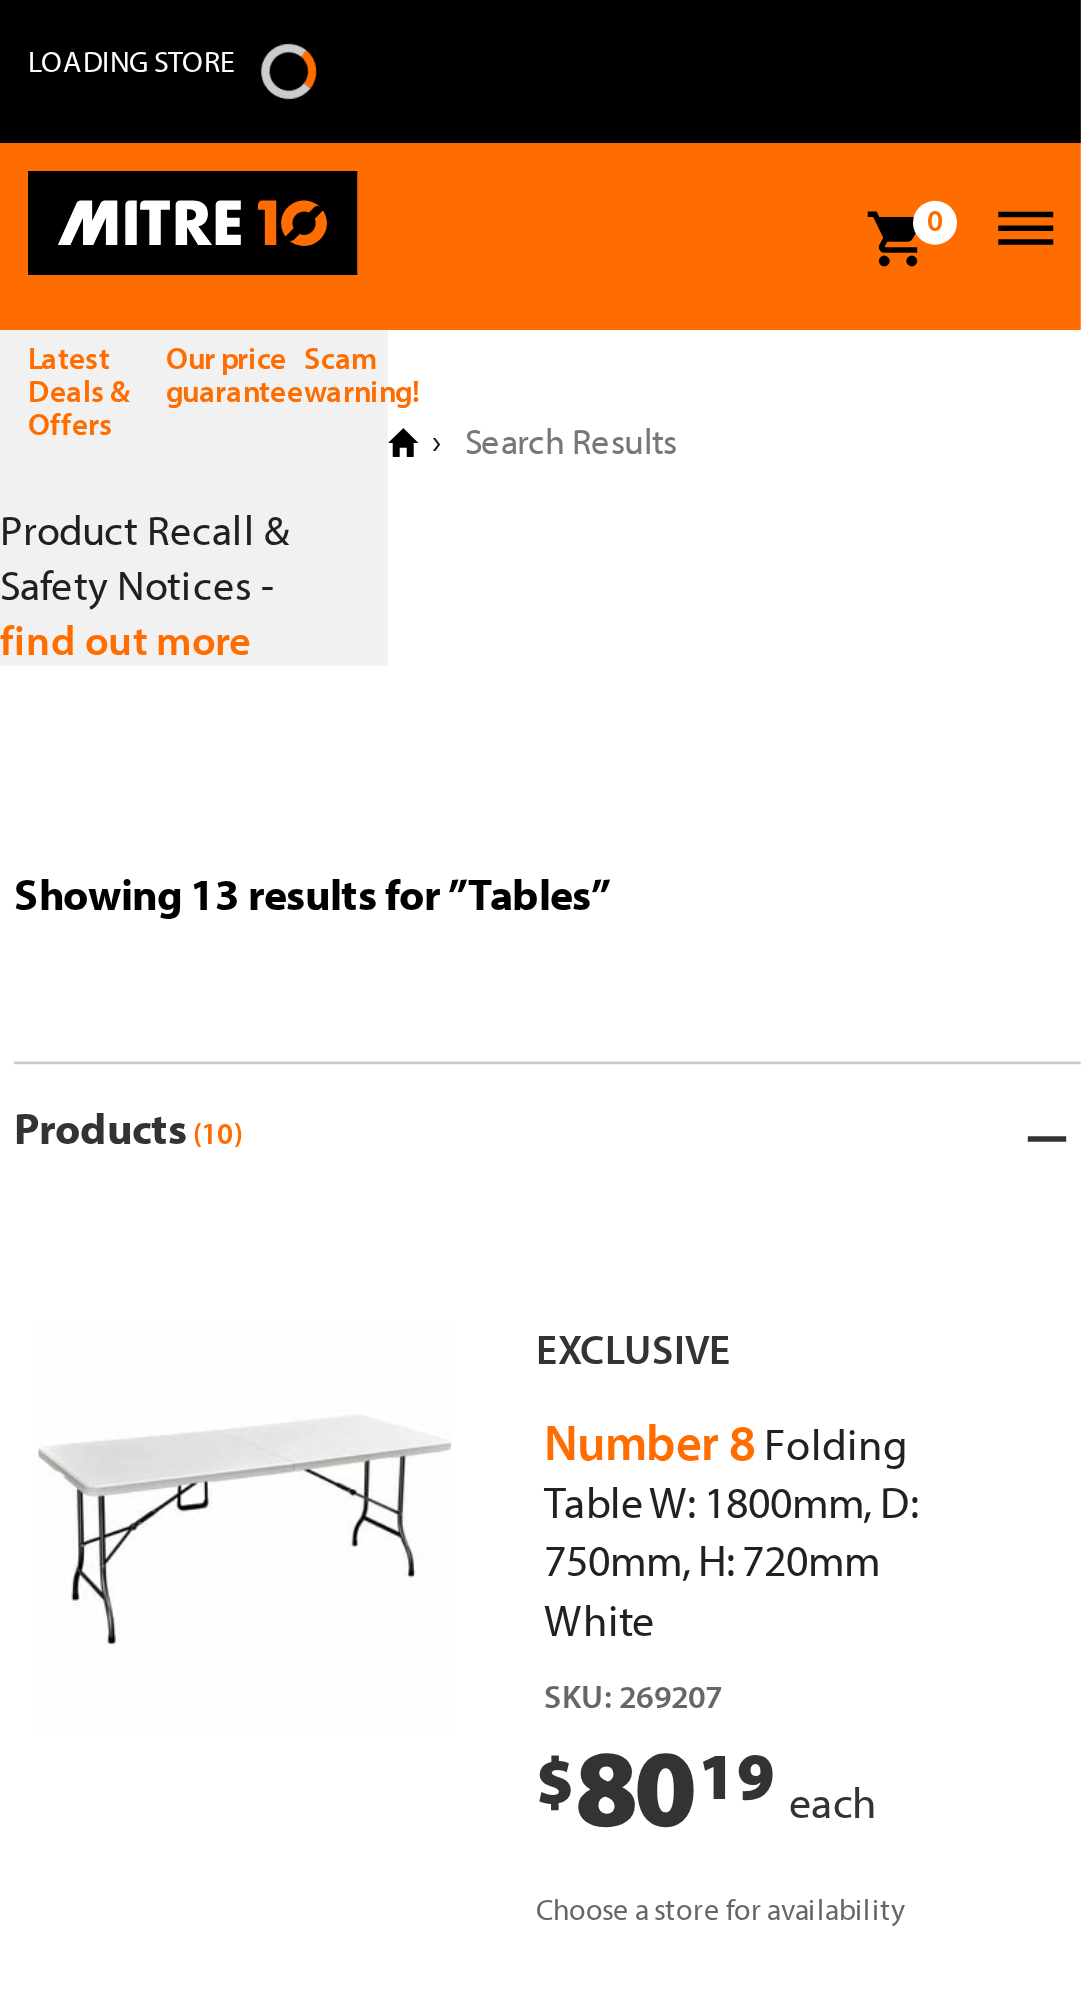 LOADING STORE
MITRE 10
0
Latest
Deals &
Offers
Our price
guarantee
Scam
warning!
› Search Results
Product Recall &
Safety Notices -
find out more
Showing 13 results for ”Tables”
Products (10)
EXCLUSIVE
Number 8 Folding
Table W: 1800mm, D:
750mm, H: 720mm
White
SKU: 269207
$80 19 each
Choose a store for availability